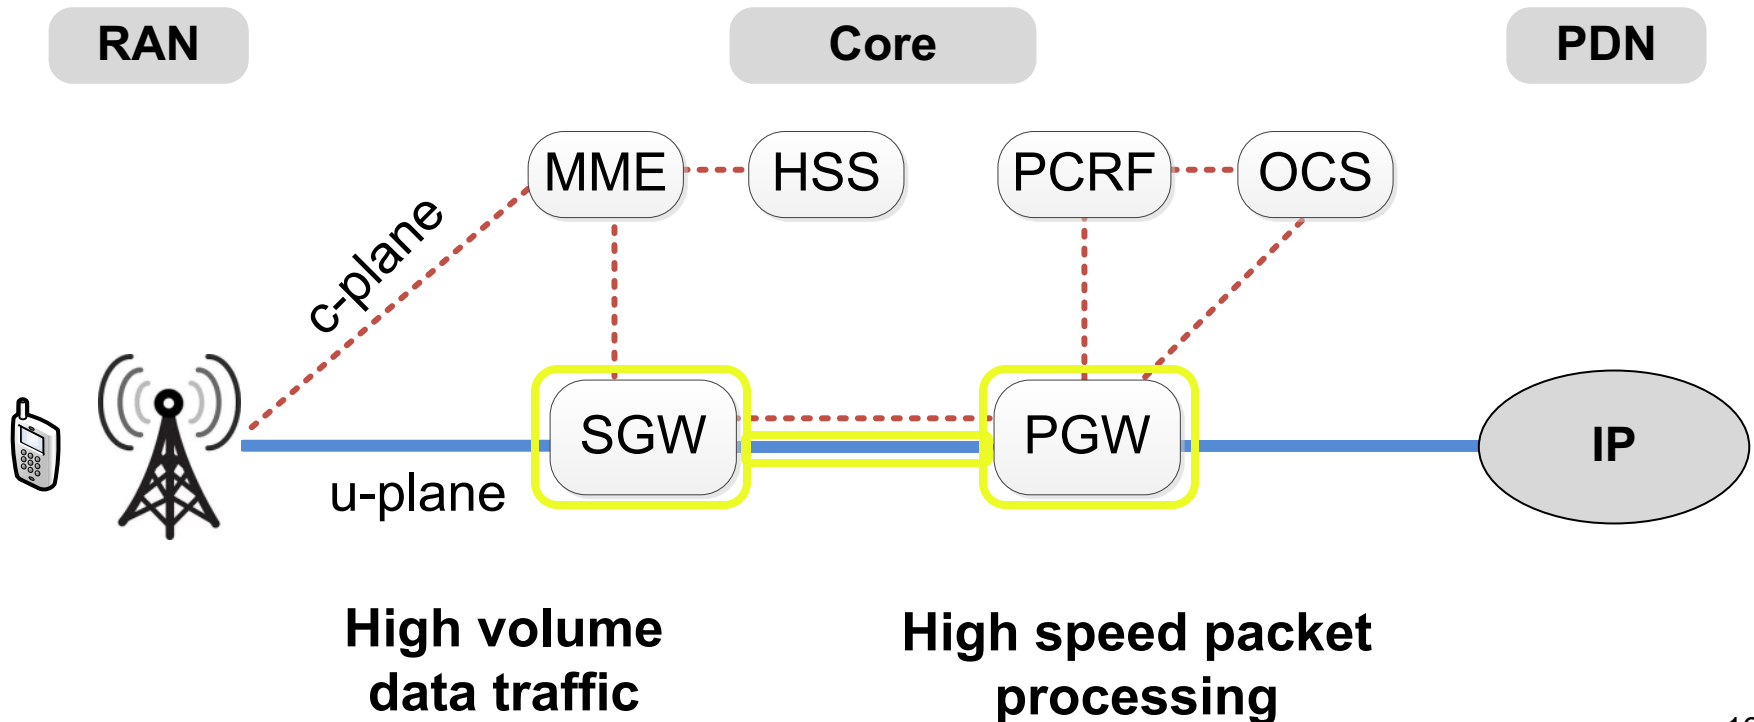 RAN
Core
PDN
MME
HSS
PCRF
OCS
c-plane
SGW
PGW
IP
u-plane
High volume
data traffic
High speed packet
processing